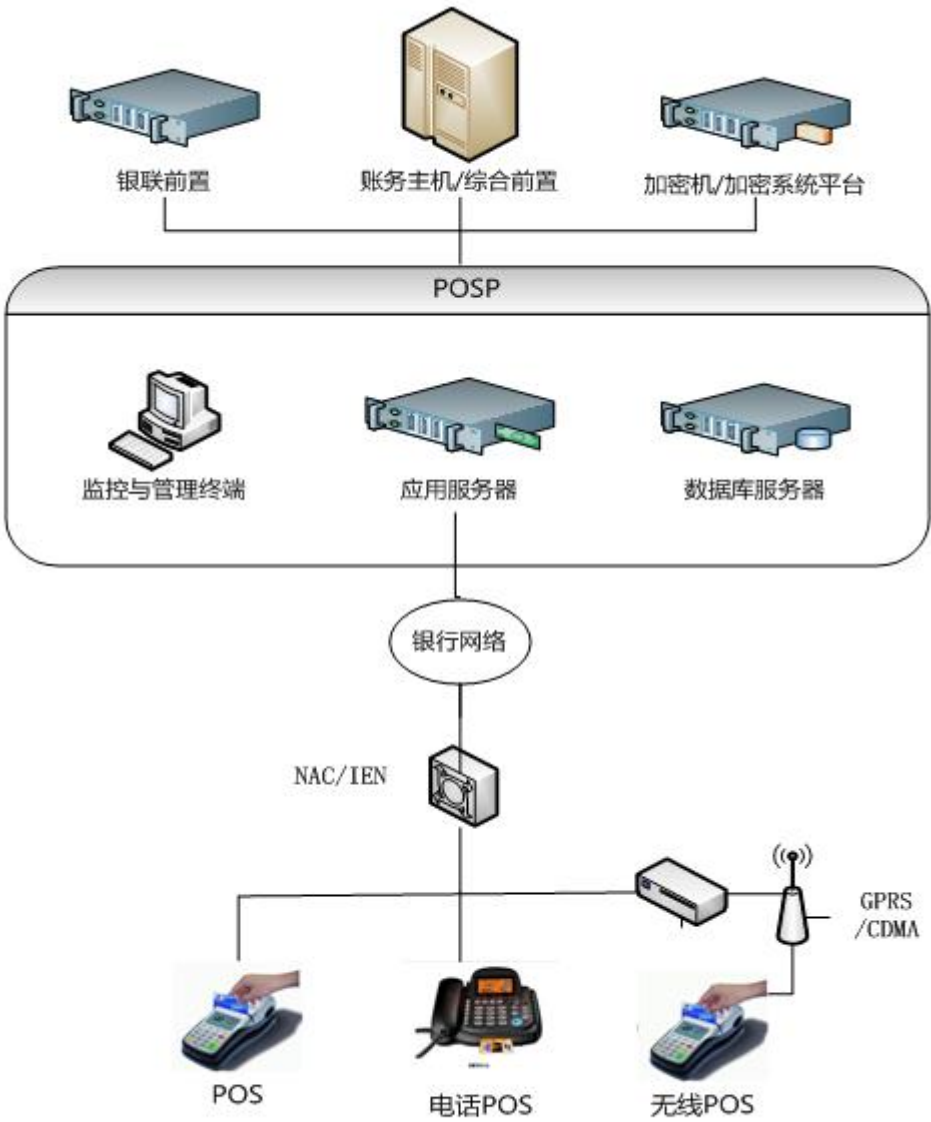 银联前置
账务主机/综合前置
加密机/加密系统平台
POSP
监控与管理终端
应用服务器
数据库服务器
银行网络
NAC/IEN
GPRS
/CDMA
POS
电话POS
无线POS